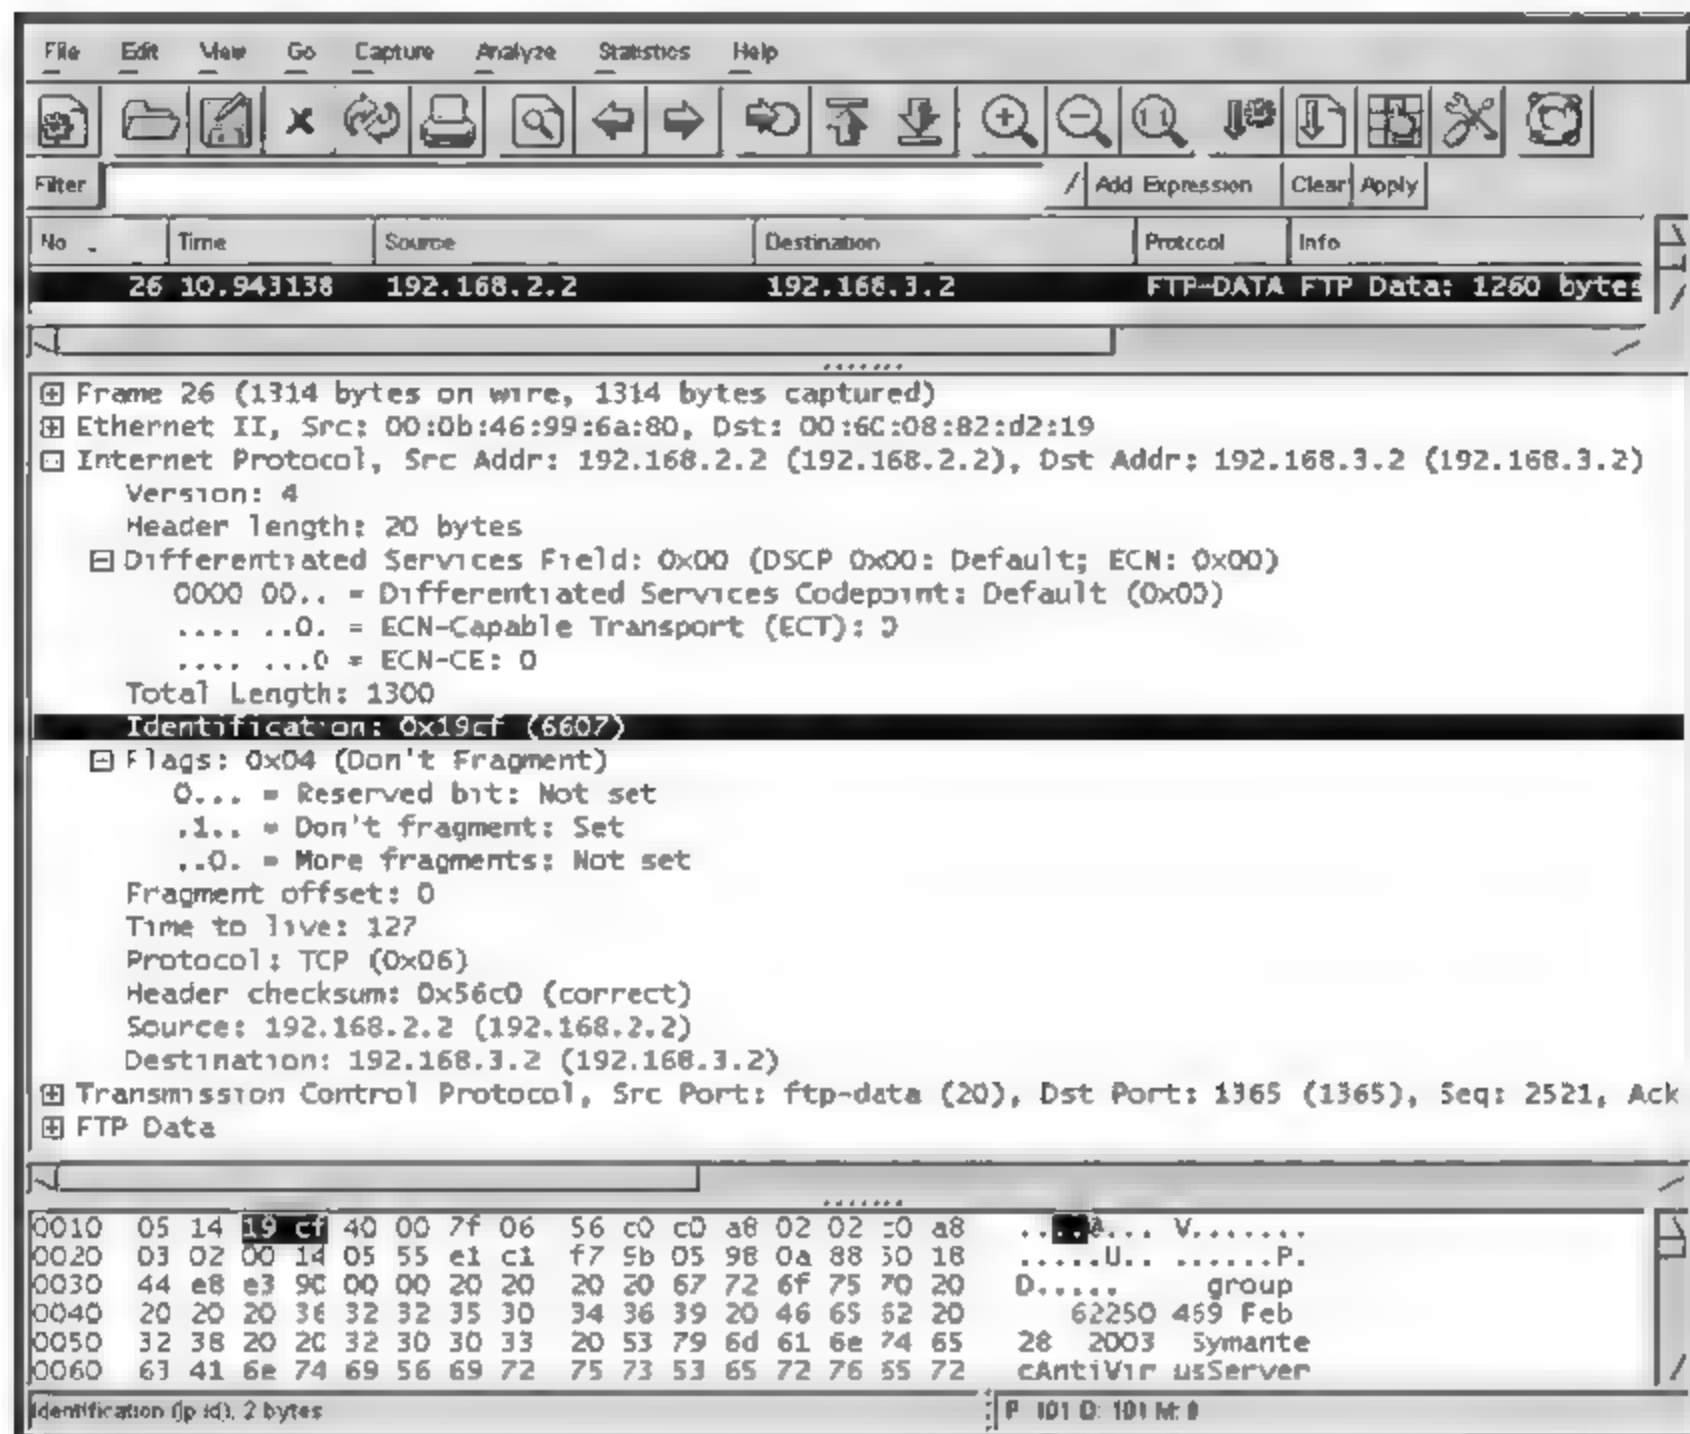 File Edit View Go Capture Analyze Statistics Help
Filter / Add Expression Clear Apply
No . Time Source Destination Protocol Info
26 10.943138 192.168.2.2 192.168.3.2 FTP-DATA FTP Data: 1260 bytes
Frame 26 (1314 bytes on wire, 1314 bytes captured)
Ethernet II, Src: 00:0b:46:99:6a:80, Dst: 00:60:08:82:d2:19
Internet Protocol, Src Addr: 192.168.2.2 (192.168.2.2), Dst Addr: 192.168.3.2 (192.168.3.2)
Version: 4
Header length: 20 bytes
Differentiated Services Field: 0x00 (DSCP 0x00: Default; ECN: 0x00)
0000 00.. = Differentiated Services Codepoint: Default (0x00)
.... ..0. = ECN-Capable Transport (ECT): 0
.... ...0 = ECN-CE: 0
Total Length: 1300
Identification: 0x19cf (6607)
Flags: 0x04 (Don't Fragment)
0... = Reserved bit: Not set
.1.. = Don't fragment: Set
..0. = More fragments: Not set
Fragment offset: 0
Time to live: 127
Protocol: TCP (0x06)
Header checksum: 0x56c0 (correct)
Source: 192.168.2.2 (192.168.2.2)
Destination: 192.168.3.2 (192.168.3.2)
Transmission Control Protocol, Src Port: ftp-data (20), Dst Port: 1365 (1365), Seq: 2521, Ack
FTP Data
0010 05 14 19 cf 40 00 7f 06 56 c0 c0 a8 02 02 c0 a8 ....@... V.......
0020 03 02 00 14 05 55 e1 c1 f7 5b 05 98 0a 88 50 18 .....U.. ......P.
0030 44 e8 e3 90 00 00 20 20 20 20 67 72 6f 75 70 20 D..... group
0040 20 20 20 36 32 32 35 30 34 36 39 20 46 65 62 20 62250 469 Feb
0050 32 38 20 20 32 30 30 33 20 53 79 6d 61 6e 74 65 28 2003 Symante
0060 63 41 6e 74 69 56 69 72 75 73 53 65 72 76 65 72 cAntiVir usServer
Identification (ip id), 2 bytes P 101 D: 101 M: 0